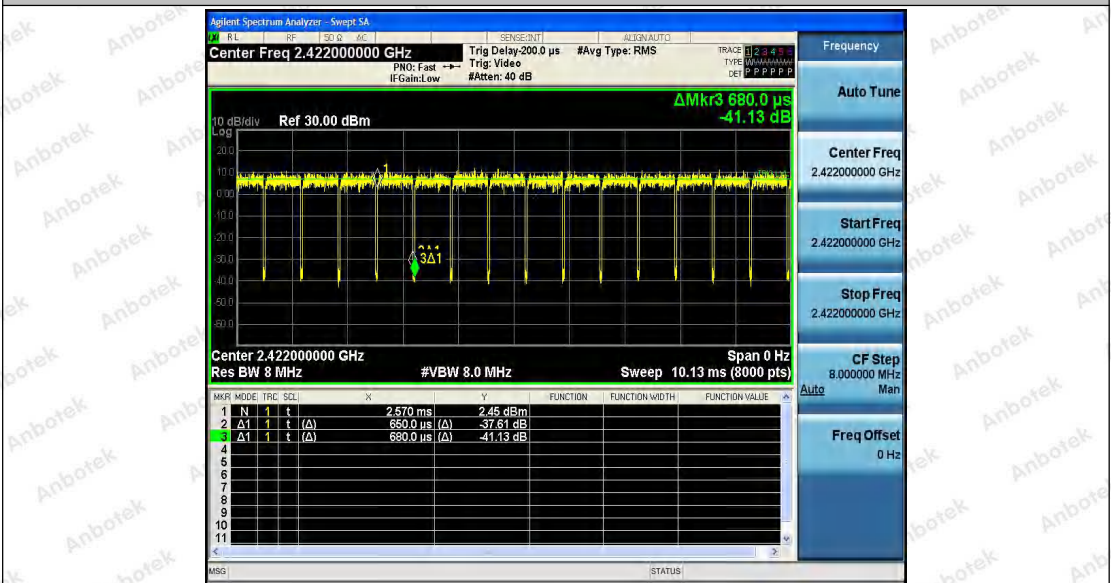 Agilent Spectrum Analyzer - Swept SA
RL RF 50 Ω AC SENSE:INT ALIGNAUTO
Center Freq 2.422000000 GHz
PNO: Fast
IFGain:Low
Trig Delay-200.0 µs
Trig: Video
#Atten: 40 dB
#Avg Type: RMS
TRACE 1 2 3 4 5 6
TYPE
DET P P P P P P
ΔMkr3 680.0 µs
-41.13 dB
10 dB/div Ref 30.00 dBm
Log
20.0
10.0
0.00
-10.0
-20.0
-30.0
-40.0
-50.0
-60.0
1
3Δ1
Center 2.422000000 GHz Span 0 Hz
Res BW 8 MHz #VBW 8.0 MHz Sweep 10.13 ms (8000 pts)
MKR MODE TRC SCL X Y FUNCTION FUNCTION WIDTH FUNCTION VALUE
1 N 1 t 2.570 ms 2.45 dBm
2 Δ1 1 t (Δ) 650.0 µs (Δ) -37.61 dB
3 Δ1 1 t (Δ) 680.0 µs (Δ) -41.13 dB
4
5
6
7
8
9
10
11
MSG STATUS
Frequency
Auto Tune
Center Freq
2.422000000 GHz
Start Freq
2.422000000 GHz
Stop Freq
2.422000000 GHz
CF Step
8.000000 MHz
Auto Man
Freq Offset
0 Hz
Anbotek